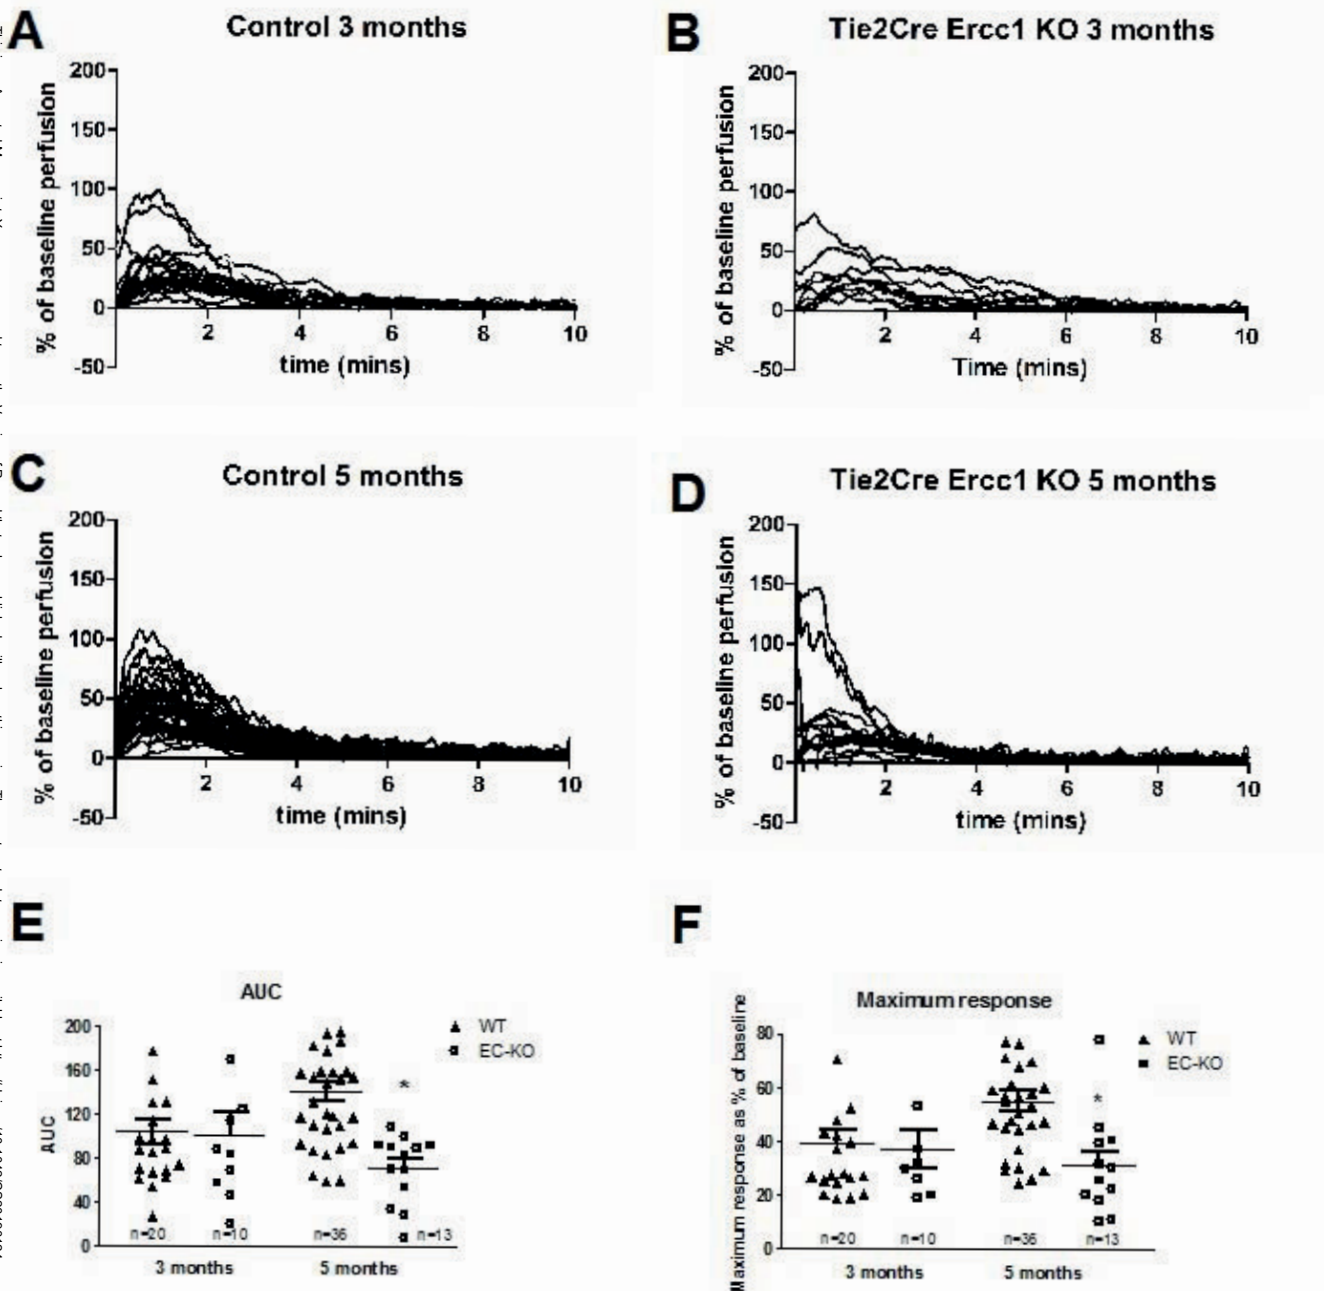 A
Control 3 months
200
150
100
50
0
-50
% of baseline perfusion
2 4 6 8 10
time (mins)
B
Tie2Cre Ercc1 KO 3 months
200
150
100
50
0
-50
% of baseline perfusion
2 4 6 8 10
Time (mins)
C
Control 5 months
200
150
100
50
0
-50
% of baseline perfusion
2 4 6 8 10
time (mins)
D
Tie2Cre Ercc1 KO 5 months
200
150
100
50
0
-50
% of baseline perfusion
2 4 6 8 10
time (mins)
E
AUC
200
160
120
80
40
0
AUC
WT
EC-KO
*
n=20 n=10 n=36 n=13
3 months 5 months
F
Maximum response
80
60
40
20
0
Maximum response as % of baseline
WT
EC-KO
*
n=20 n=10 n=36 n=13
3 months 5 months